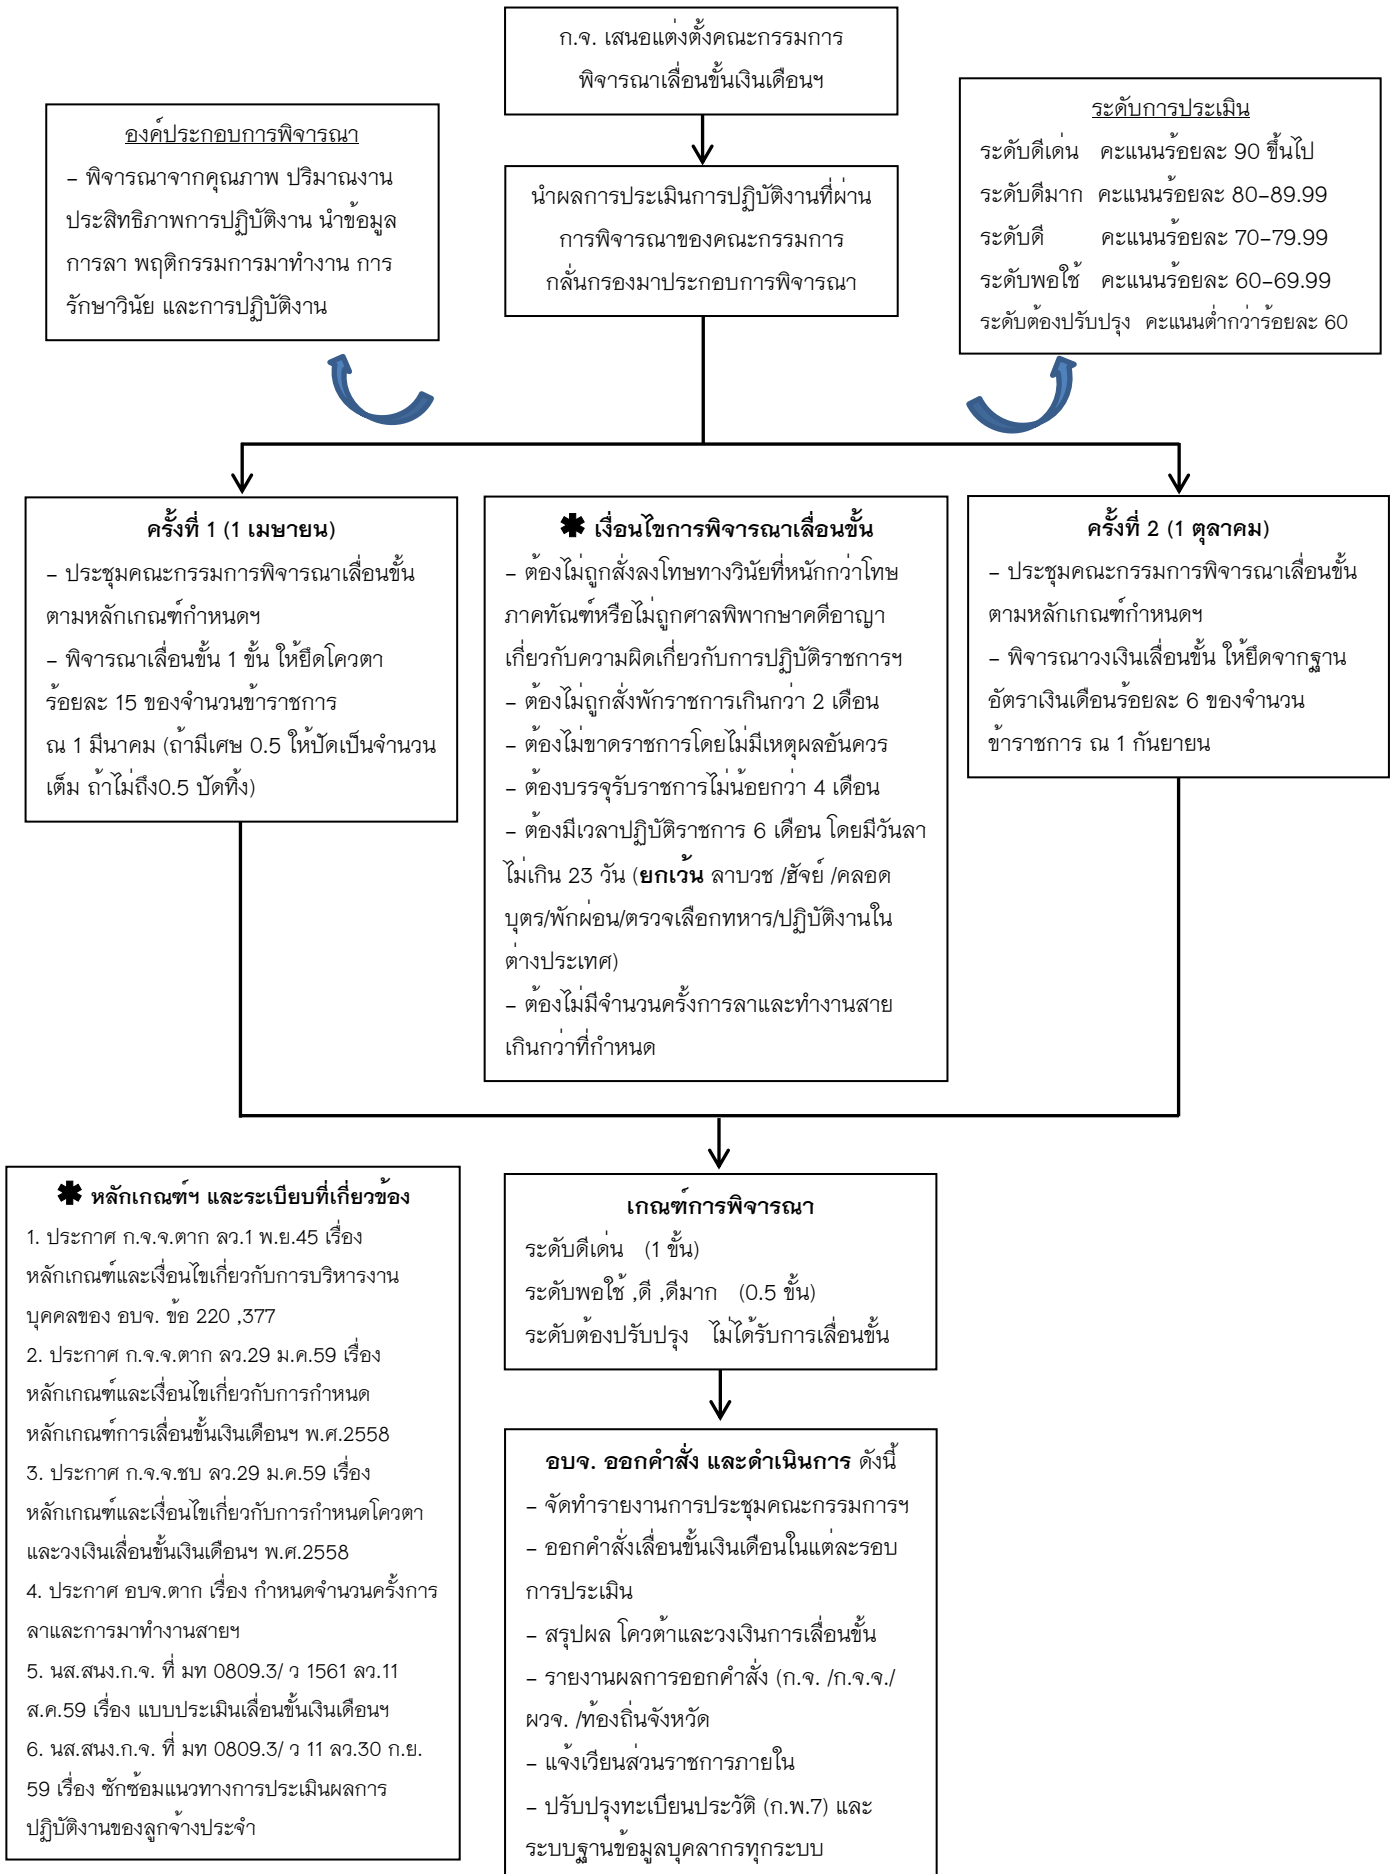 ก.จ. เสนอแต่งตั้งคณะกรรมการ
พิจารณาเลื่อนขั้นเงินเดือนฯ
องค์ประกอบการพิจารณา
– พิจารณาจากคุณภาพ ปริมาณงาน
ประสิทธิภาพการปฏิบัติงาน นำข้อมูล
การลา พฤติกรรมการมาทำงาน การ
รักษาวินัย และการปฏิบัติงาน
นำผลการประเมินการปฏิบัติงานที่ผ่าน
การพิจารณาของคณะกรรมการ
กลั่นกรองมาประกอบการพิจารณา
ระดับการประเมิน
ระดับดีเด่น คะแนนร้อยละ 90 ขึ้นไป
ระดับดีมาก คะแนนร้อยละ 80–89.99
ระดับดี คะแนนร้อยละ 70–79.99
ระดับพอใช้ คะแนนร้อยละ 60–69.99
ระดับต้องปรับปรุง คะแนนต่ำกว่าร้อยละ 60
ครั้งที่ 1 (1 เมษายน)
– ประชุมคณะกรรมการพิจารณาเลื่อนขั้น
ตามหลักเกณฑ์กำหนดฯ
– พิจารณาเลื่อนขั้น 1 ขั้น ให้ยึดโควตา
ร้อยละ 15 ของจำนวนข้าราชการ
ณ 1 มีนาคม (ถ้ามีเศษ 0.5 ให้ปัดเป็นจำนวน
เต็ม ถ้าไม่ถึง0.5 ปัดทิ้ง)
✱ เงื่อนไขการพิจารณาเลื่อนขั้น
– ต้องไม่ถูกสั่งลงโทษทางวินัยที่หนักกว่าโทษ
ภาคทัณฑ์หรือไม่ถูกศาลพิพากษาคดีอาญา
เกี่ยวกับความผิดเกี่ยวกับการปฏิบัติราชการฯ
– ต้องไม่ถูกสั่งพักราชการเกินกว่า 2 เดือน
– ต้องไม่ขาดราชการโดยไม่มีเหตุผลอันควร
– ต้องบรรจุรับราชการไม่น้อยกว่า 4 เดือน
– ต้องมีเวลาปฏิบัติราชการ 6 เดือน โดยมีวันลา
ไม่เกิน 23 วัน (ยกเว้น ลาบวช /ฮัจย์ /คลอด
บุตร/พักผ่อน/ตรวจเลือกทหาร/ปฏิบัติงานใน
ต่างประเทศ)
– ต้องไม่มีจำนวนครั้งการลาและทำงานสาย
เกินกว่าที่กำหนด
ครั้งที่ 2 (1 ตุลาคม)
– ประชุมคณะกรรมการพิจารณาเลื่อนขั้น
ตามหลักเกณฑ์กำหนดฯ
– พิจารณาวงเงินเลื่อนขั้น ให้ยึดจากฐาน
อัตราเงินเดือนร้อยละ 6 ของจำนวน
ข้าราชการ ณ 1 กันยายน
✱ หลักเกณฑ์ฯ และระเบียบที่เกี่ยวข้อง
1. ประกาศ ก.จ.จ.ตาก ลว.1 พ.ย.45 เรื่อง
หลักเกณฑ์และเงื่อนไขเกี่ยวกับการบริหารงาน
บุคคลของ อบจ. ข้อ 220 ,377
2. ประกาศ ก.จ.จ.ตาก ลว.29 ม.ค.59 เรื่อง
หลักเกณฑ์และเงื่อนไขเกี่ยวกับการกำหนด
หลักเกณฑ์การเลื่อนขั้นเงินเดือนฯ พ.ศ.2558
3. ประกาศ ก.จ.จ.ชบ ลว.29 ม.ค.59 เรื่อง
หลักเกณฑ์และเงื่อนไขเกี่ยวกับการกำหนดโควตา
และวงเงินเลื่อนขั้นเงินเดือนฯ พ.ศ.2558
4. ประกาศ อบจ.ตาก เรื่อง กำหนดจำนวนครั้งการ
ลาและการมาทำงานสายฯ
5. นส.สนง.ก.จ. ที่ มท 0809.3/ ว 1561 ลว.11
ส.ค.59 เรื่อง แบบประเมินเลื่อนขั้นเงินเดือนฯ
6. นส.สนง.ก.จ. ที่ มท 0809.3/ ว 11 ลว.30 ก.ย.
59 เรื่อง ซักซ้อมแนวทางการประเมินผลการ
ปฏิบัติงานของลูกจ้างประจำ
เกณฑ์การพิจารณา
ระดับดีเด่น (1 ขั้น)
ระดับพอใช้ ,ดี ,ดีมาก (0.5 ขั้น)
ระดับต้องปรับปรุง ไม่ได้รับการเลื่อนขั้น
อบจ. ออกคำสั่ง และดำเนินการ ดังนี้
– จัดทำรายงานการประชุมคณะกรรมการฯ
– ออกคำสั่งเลื่อนขั้นเงินเดือนในแต่ละรอบ
การประเมิน
– สรุปผล โควต้าและวงเงินการเลื่อนขั้น
– รายงานผลการออกคำสั่ง (ก.จ. /ก.จ.จ./
ผวจ. /ท้องถิ่นจังหวัด
– แจ้งเวียนส่วนราชการภายใน
– ปรับปรุงทะเบียนประวัติ (ก.พ.7) และ
ระบบฐานข้อมูลบุคลากรทุกระบบ